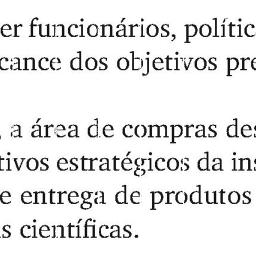 er funcionários, polític
cance dos objetivos pre
, a área de compras des
tivos estratégicos da ins
e entrega de produtos
s científicas.